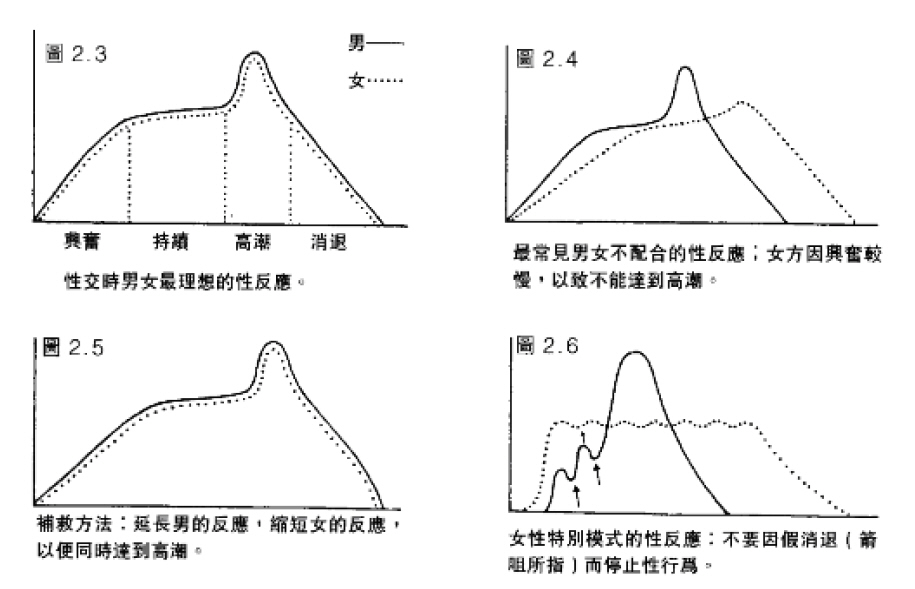 圖 2.3
男——
女······
興奮 持續 高潮 消退
性交時男女最理想的性反應。
圖 2.4
最常見男女不配合的性反應；女方因興奮較
慢，以致不能達到高潮。
圖 2.5
補救方法：延長男的反應，縮短女的反應，
以便同時達到高潮。
圖 2.6
女性特別模式的性反應：不要因假消退（箭
咀所指）而停止性行爲。